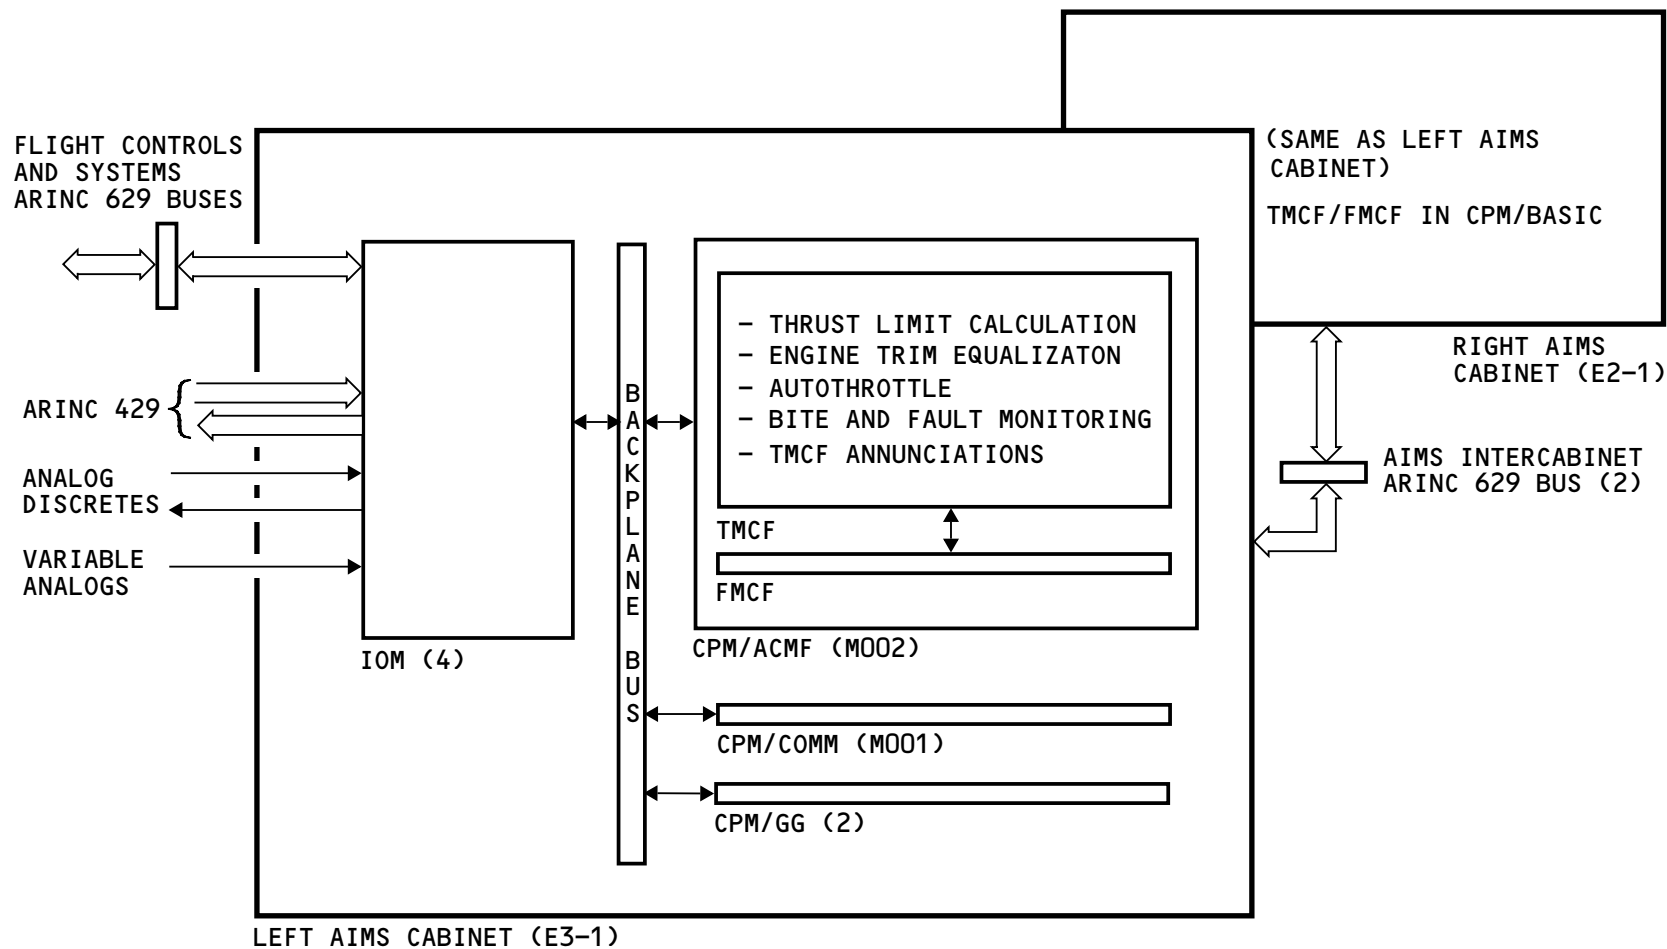 (SAME AS LEFT AIMS
CABINET)
TMCF/FMCF IN CPM/BASIC
RIGHT AIMS
CABINET (E2-1)
FLIGHT CONTROLS
AND SYSTEMS
ARINC 629 BUSES
ARINC 429
ANALOG
DISCRETES
VARIABLE
ANALOGS
IOM (4)
BACKPLANE BUS
- THRUST LIMIT CALCULATION
- ENGINE TRIM EQUALIZATON
- AUTOTHROTTLE
- BITE AND FAULT MONITORING
- TMCF ANNUNCIATIONS
TMCF
FMCF
CPM/ACMF (M002)
CPM/COMM (M001)
CPM/GG (2)
AIMS INTERCABINET
ARINC 629 BUS (2)
LEFT AIMS CABINET (E3-1)